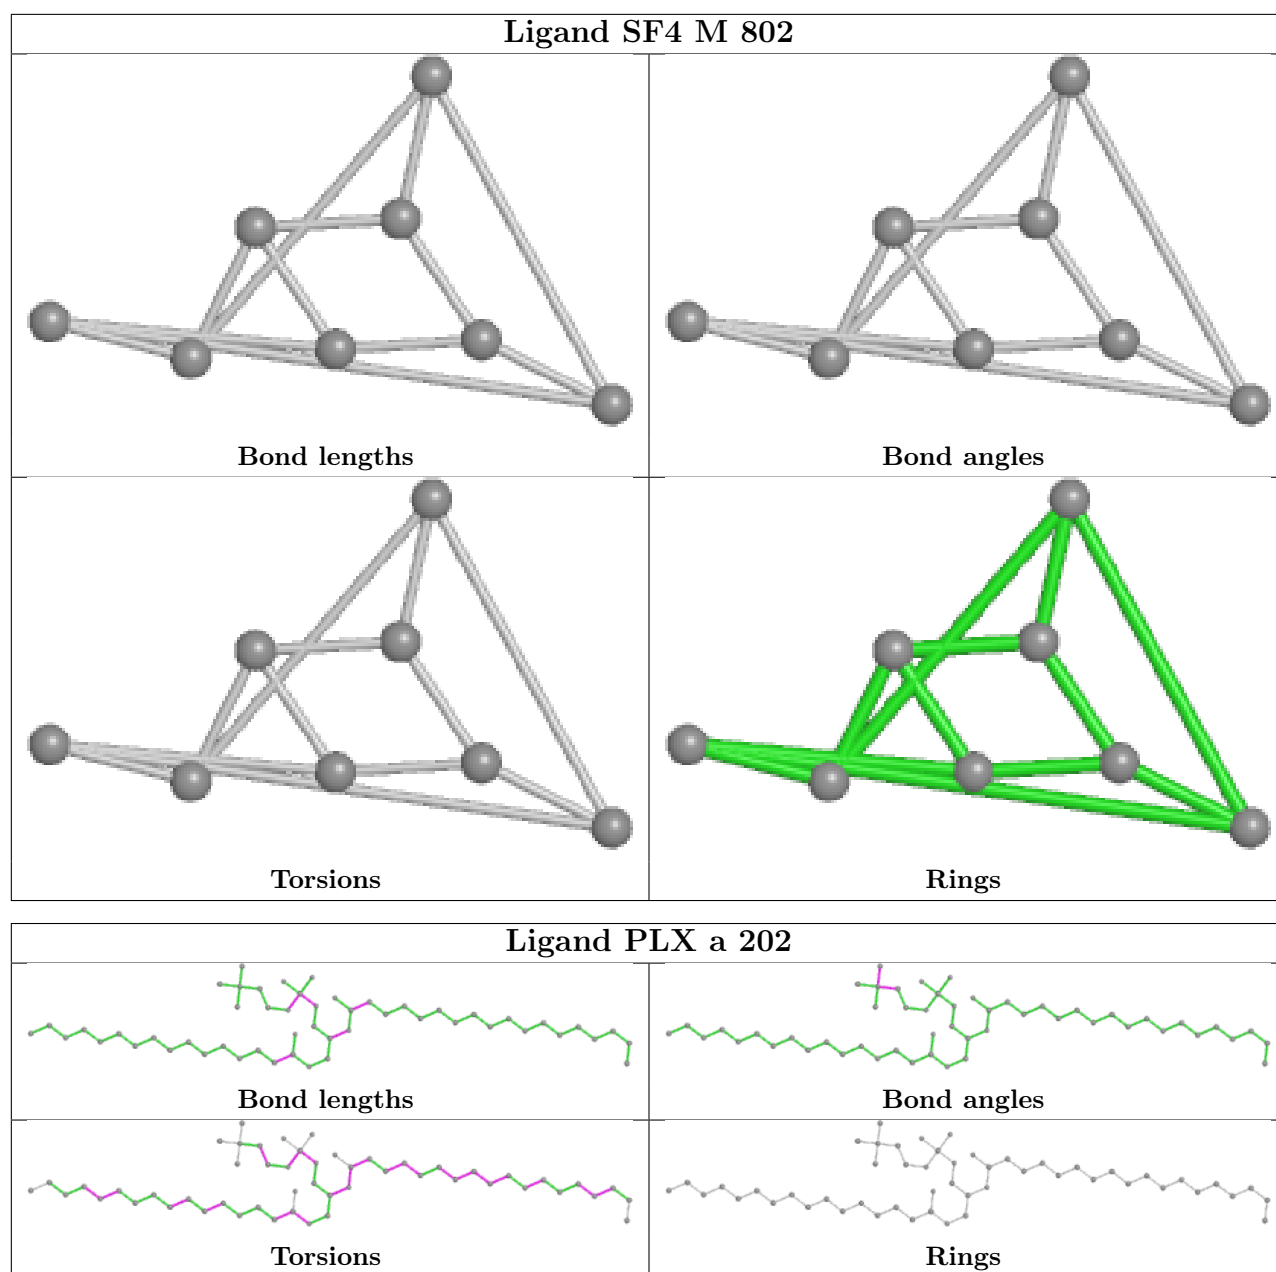 Ligand SF4 M 802
Bond lengths
Bond angles
Torsions
Rings
Ligand PLX a 202
Bond lengths
Bond angles
Torsions
Rings